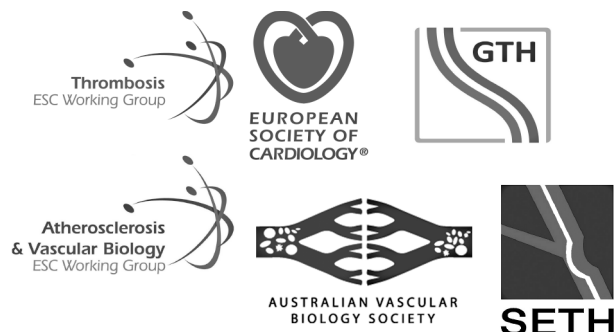 Thrombosis
ESC Working Group
EUROPEAN
SOCIETY OF
CARDIOLOGY®
GTH
Atherosclerosis
& Vascular Biology
ESC Working Group
AUSTRALIAN VASCULAR
BIOLOGY SOCIETY
SETH